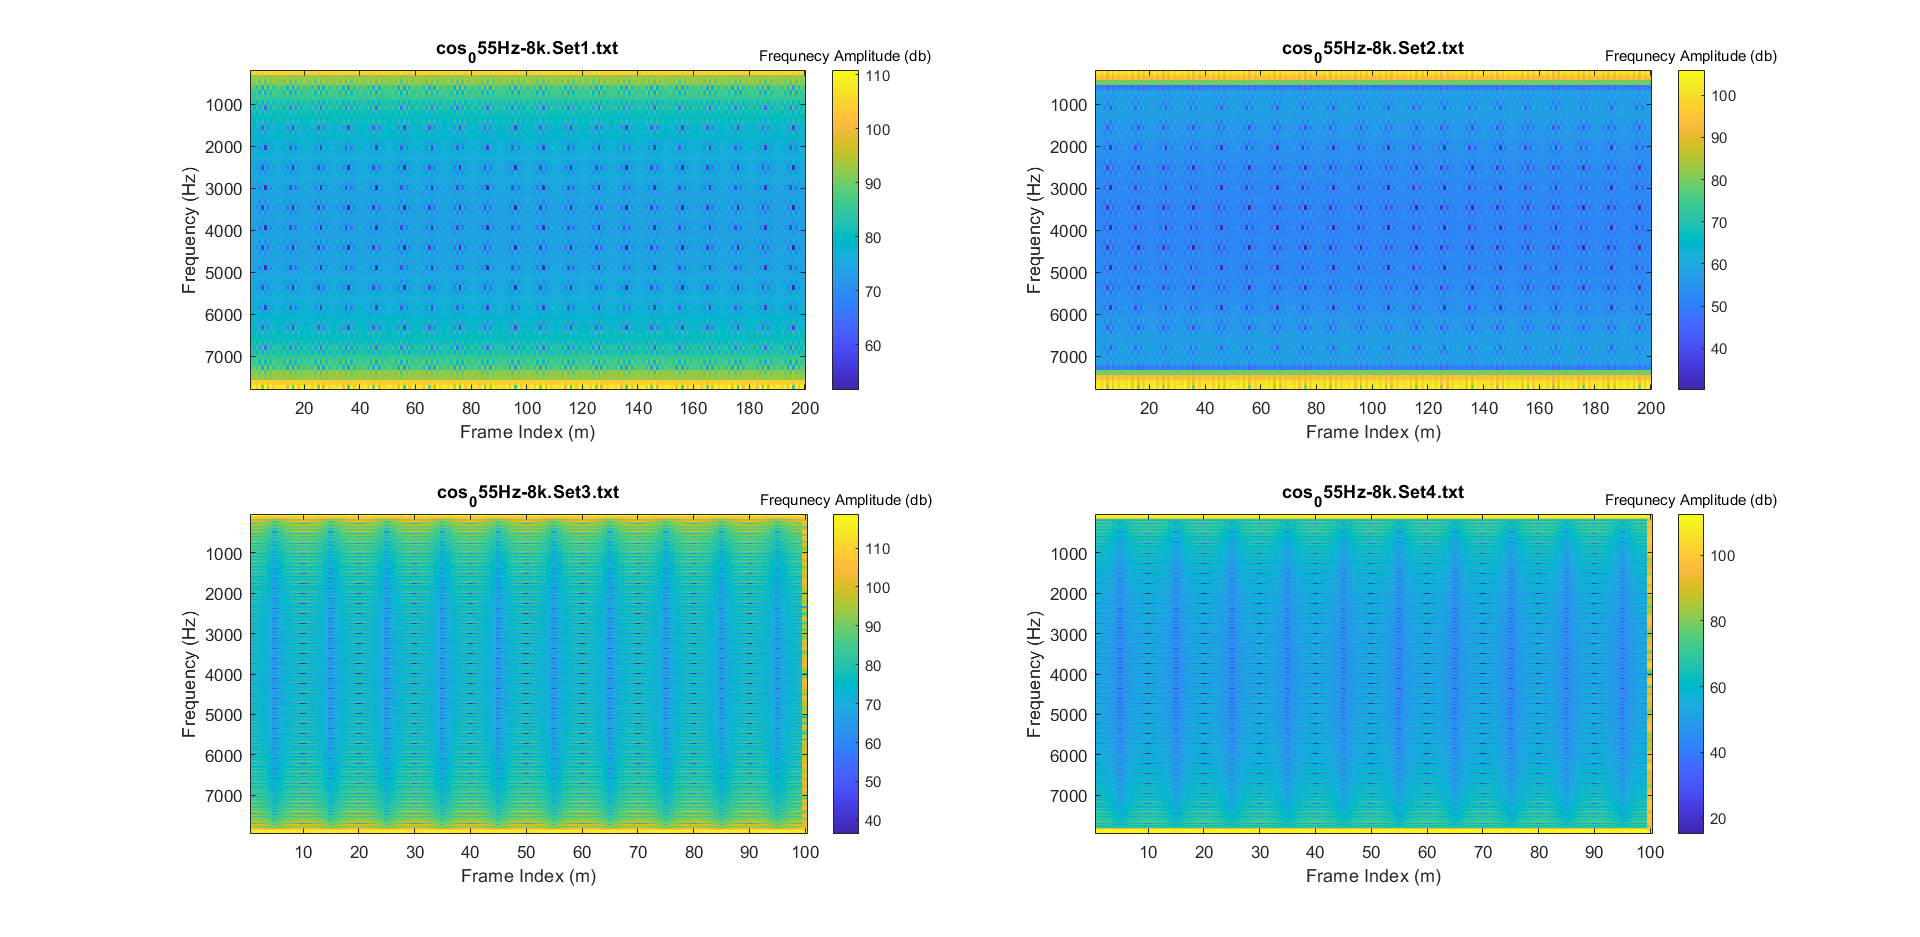 cos055Hz-8k.Set1.txt
Frequnecy Amplitude (db)
Frequency (Hz)
1000
2000
3000
4000
5000
6000
7000
20 40 60 80 100 120 140 160 180 200
Frame Index (m)
110
100
90
80
70
60
cos055Hz-8k.Set2.txt
Frequnecy Amplitude (db)
Frequency (Hz)
1000
2000
3000
4000
5000
6000
7000
20 40 60 80 100 120 140 160 180 200
Frame Index (m)
100
90
80
70
60
50
40
cos055Hz-8k.Set3.txt
Frequnecy Amplitude (db)
Frequency (Hz)
1000
2000
3000
4000
5000
6000
7000
10 20 30 40 50 60 70 80 90 100
Frame Index (m)
110
100
90
80
70
60
50
40
cos055Hz-8k.Set4.txt
Frequnecy Amplitude (db)
Frequency (Hz)
1000
2000
3000
4000
5000
6000
7000
10 20 30 40 50 60 70 80 90 100
Frame Index (m)
100
80
60
40
20